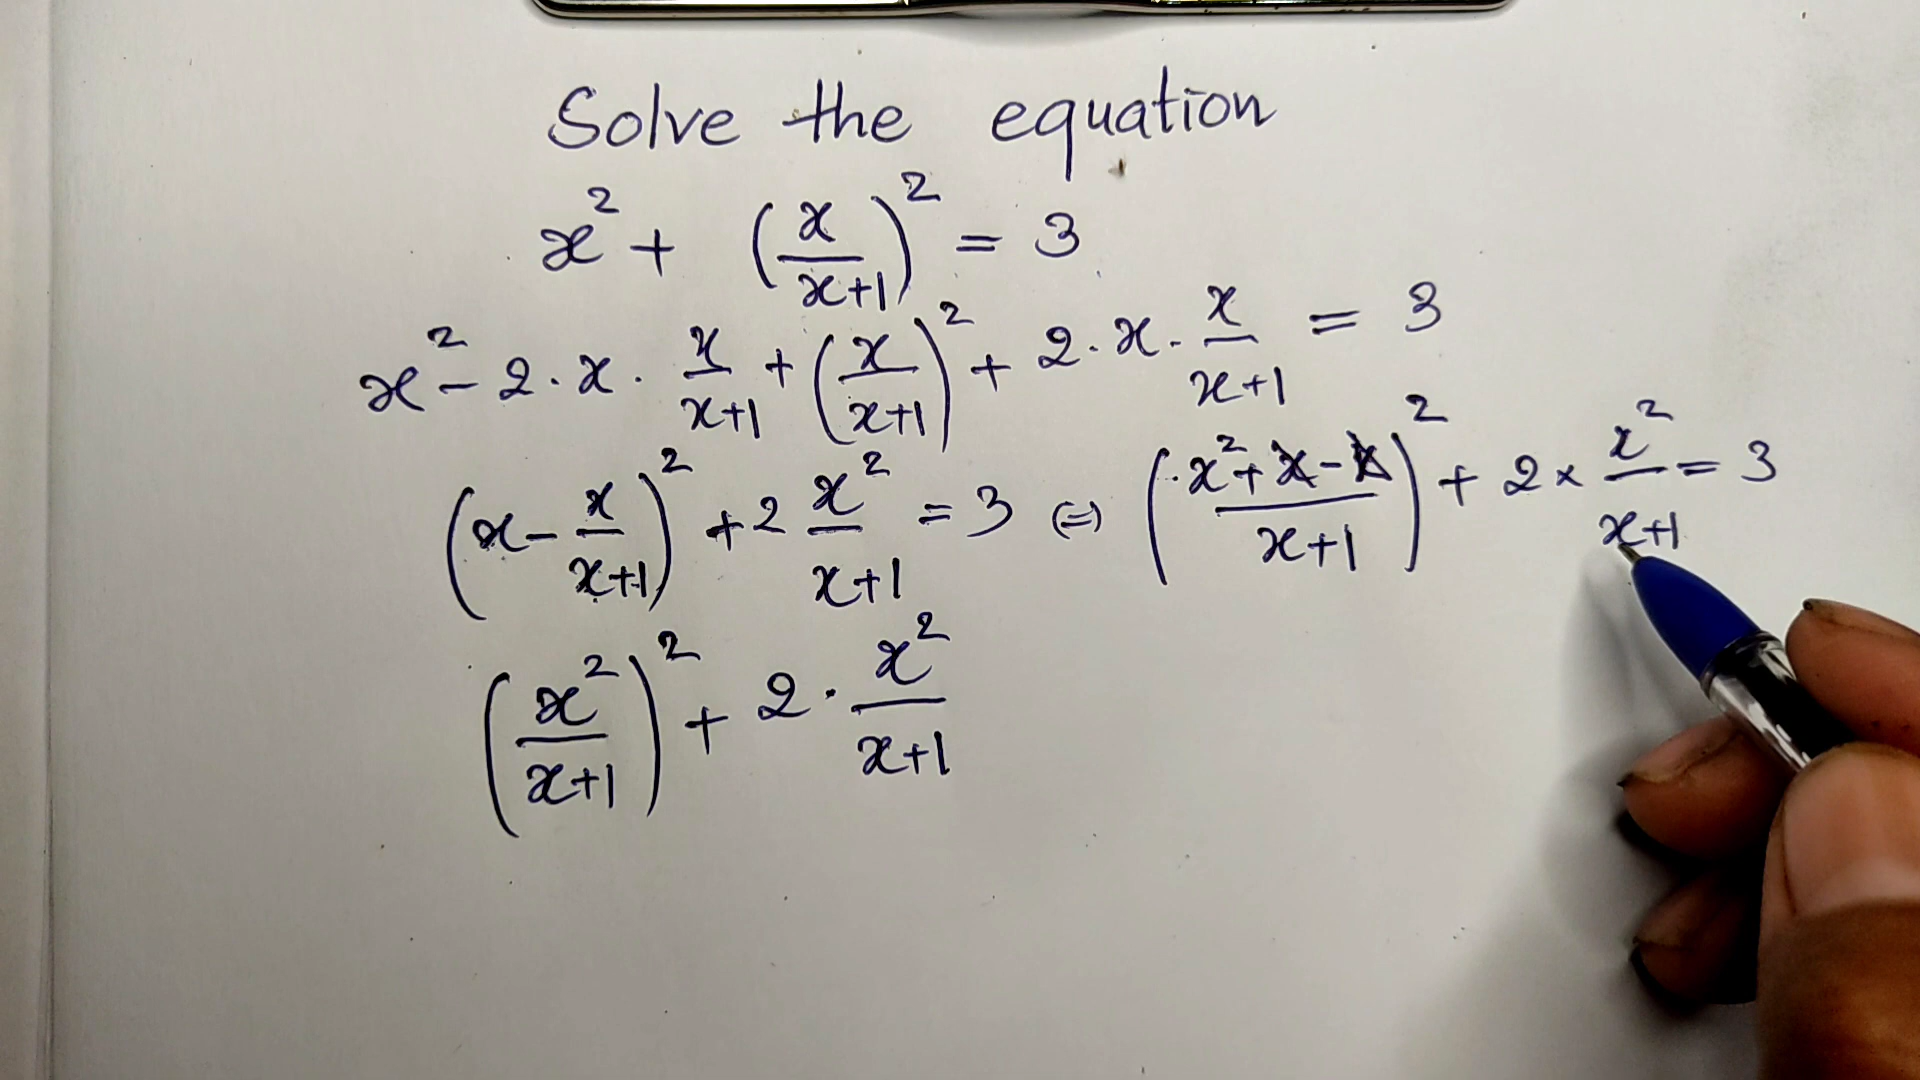 Solve the equation
x² + (x/(x+1))² = 3
x² - 2·x·x/(x+1) + (x/(x+1))² + 2·x·x/(x+1) = 3
(x - x/(x+1))² + 2 x²/(x+1) = 3 ⇔ ((x² + x - x)/(x+1))² + 2 × x²/(x+1) = 3
(x²/(x+1))² + 2·x²/(x+1)